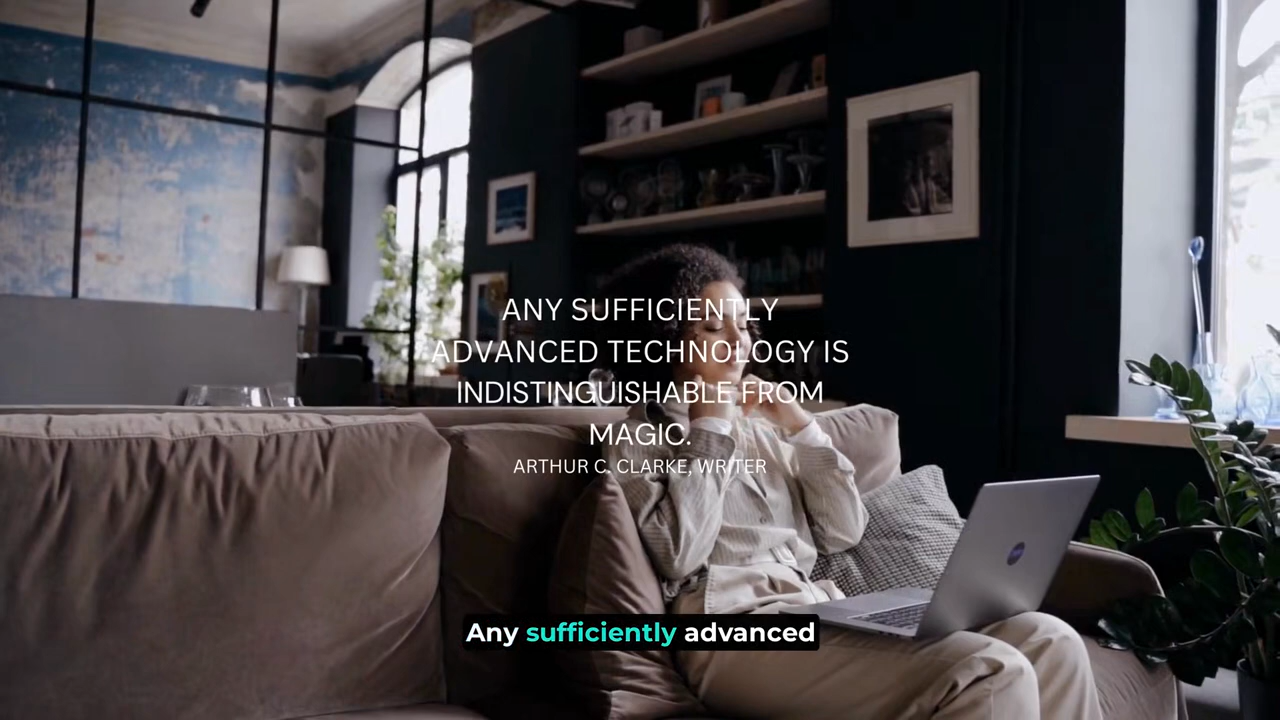 ANY SUFFICIENTLY
ADVANCED TECHNOLOGY IS
INDISTINGUISHABLE FROM
MAGIC.
ARTHUR C. CLARKE, WRITER
Any sufficiently advanced